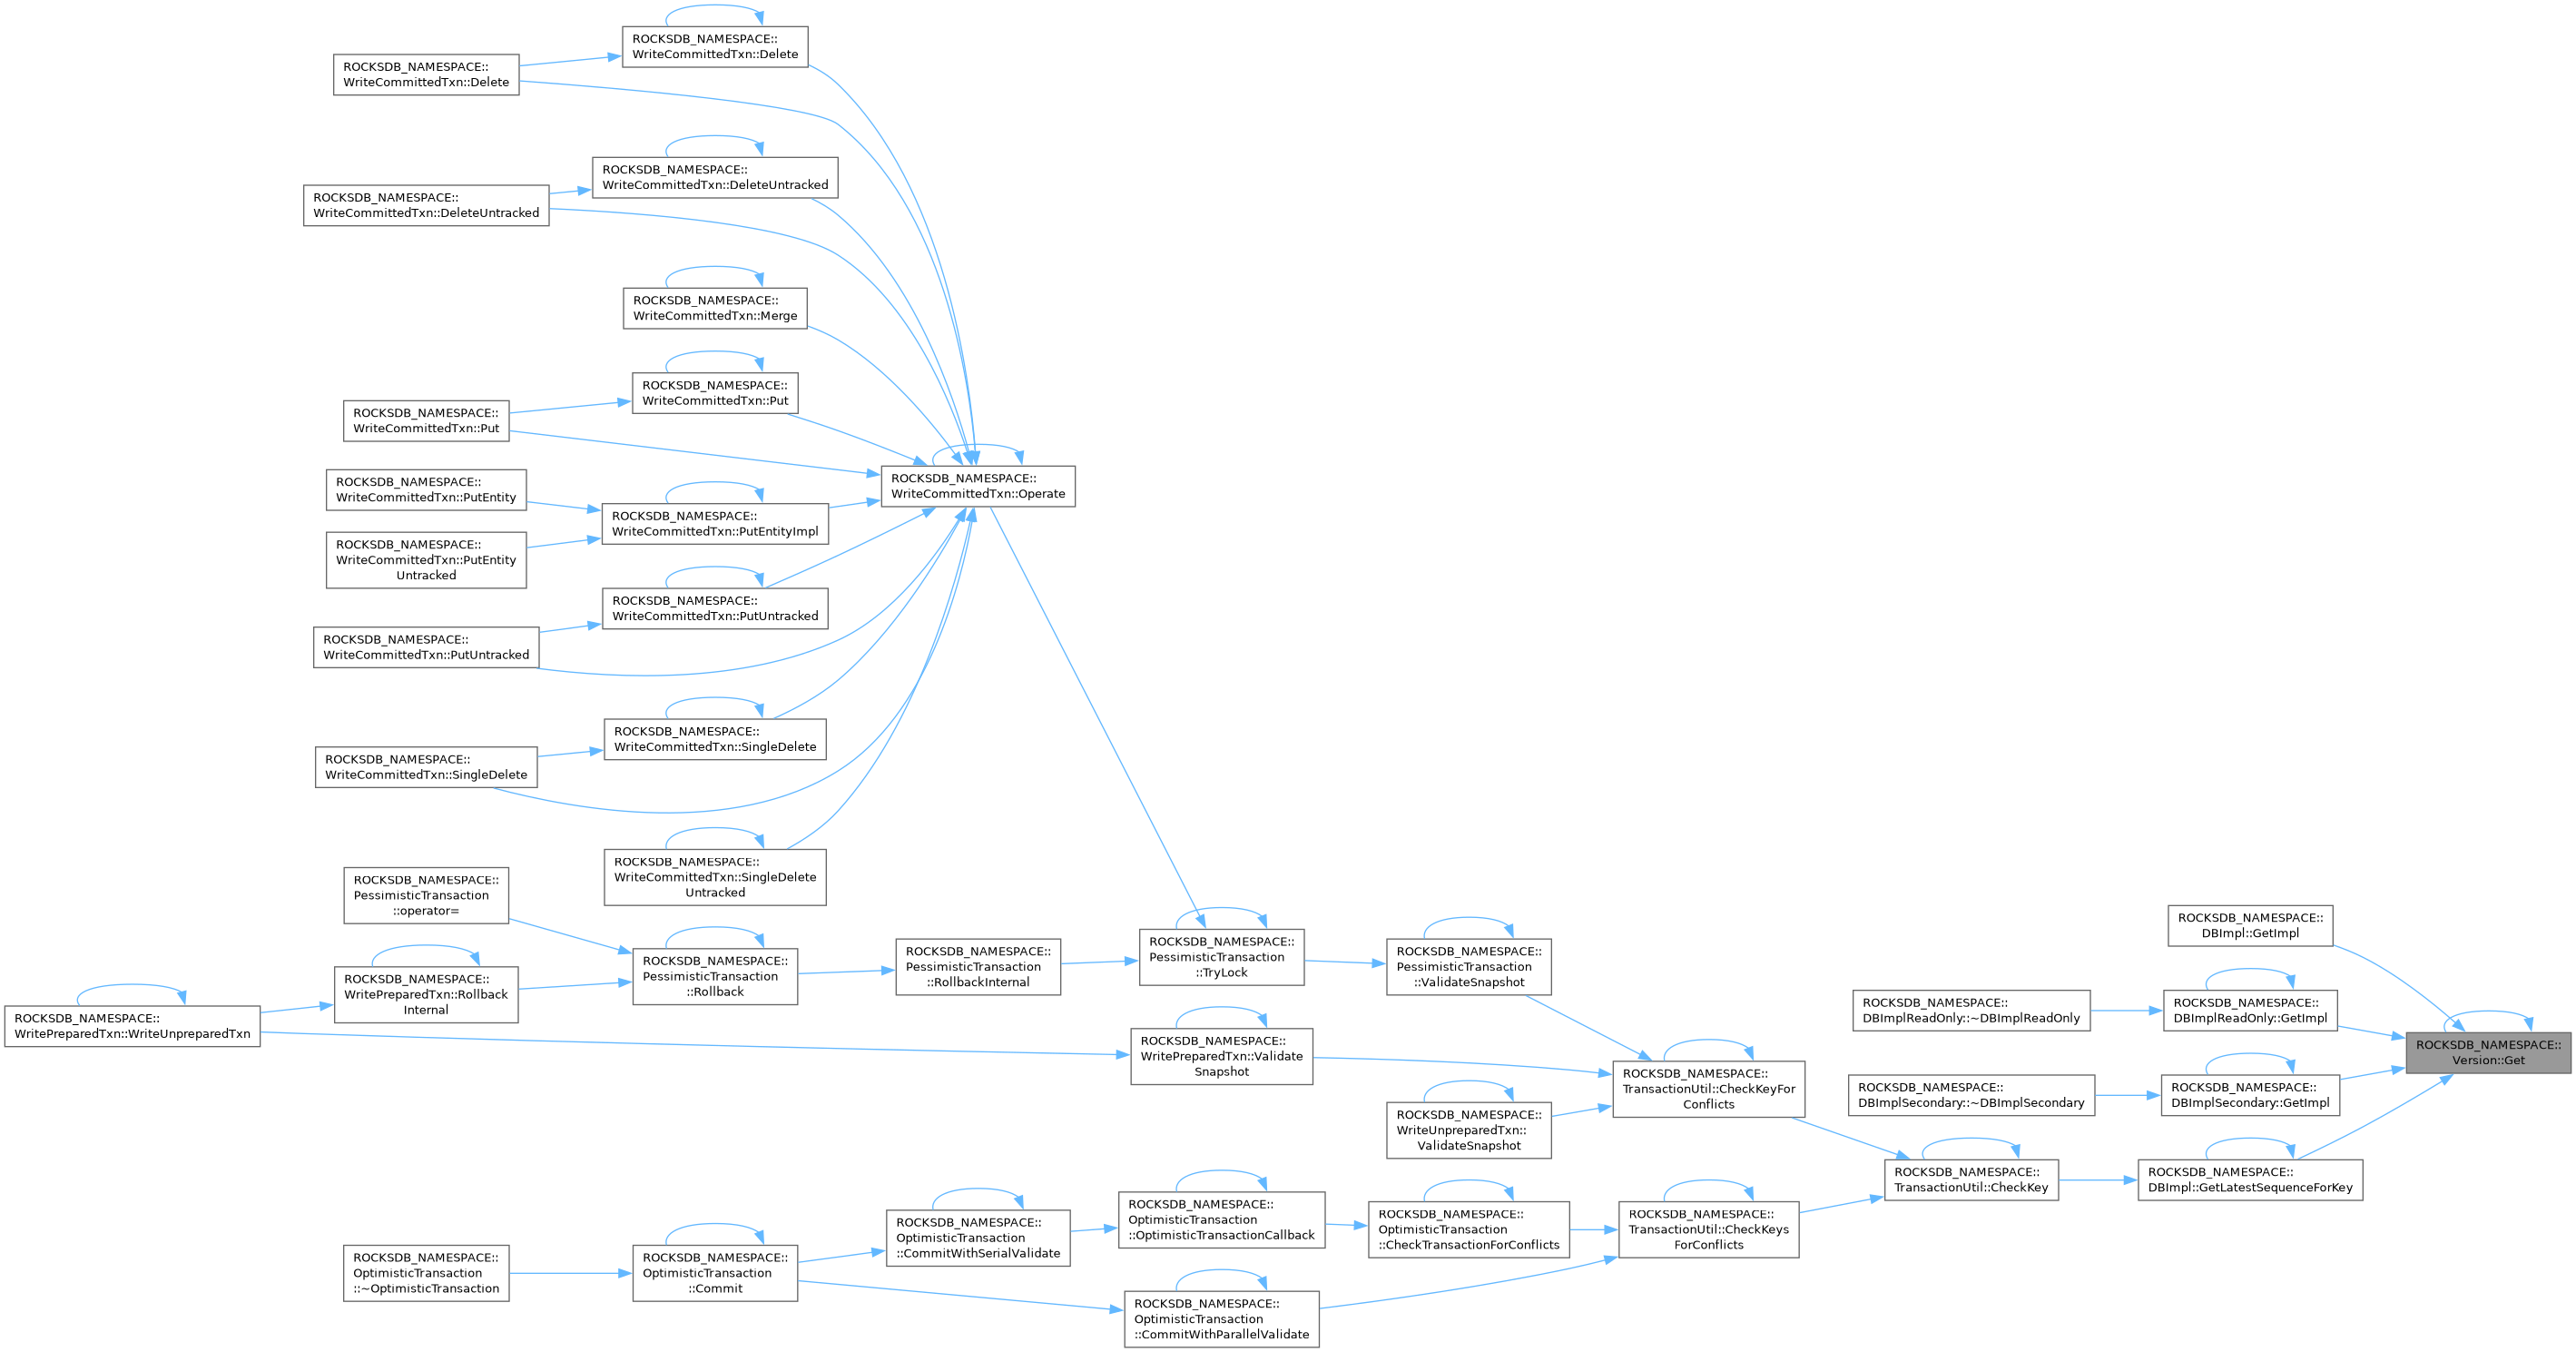 ROCKSDB_NAMESPACE::
WriteCommittedTxn::Delete
ROCKSDB_NAMESPACE::
WriteCommittedTxn::Delete
ROCKSDB_NAMESPACE::
WriteCommittedTxn::DeleteUntracked
ROCKSDB_NAMESPACE::
WriteCommittedTxn::DeleteUntracked
ROCKSDB_NAMESPACE::
WriteCommittedTxn::Merge
ROCKSDB_NAMESPACE::
WriteCommittedTxn::Put
ROCKSDB_NAMESPACE::
WriteCommittedTxn::Put
ROCKSDB_NAMESPACE::
WriteCommittedTxn::Operate
ROCKSDB_NAMESPACE::
WriteCommittedTxn::PutEntity
ROCKSDB_NAMESPACE::
WriteCommittedTxn::PutEntityImpl
ROCKSDB_NAMESPACE::
WriteCommittedTxn::PutEntity
Untracked
ROCKSDB_NAMESPACE::
WriteCommittedTxn::PutUntracked
ROCKSDB_NAMESPACE::
WriteCommittedTxn::PutUntracked
ROCKSDB_NAMESPACE::
WriteCommittedTxn::SingleDelete
ROCKSDB_NAMESPACE::
WriteCommittedTxn::SingleDelete
ROCKSDB_NAMESPACE::
WriteCommittedTxn::SingleDelete
Untracked
ROCKSDB_NAMESPACE::
PessimisticTransaction
::operator=
ROCKSDB_NAMESPACE::
WritePreparedTxn::WriteUnpreparedTxn
ROCKSDB_NAMESPACE::
WritePreparedTxn::Rollback
Internal
ROCKSDB_NAMESPACE::
PessimisticTransaction
::Rollback
ROCKSDB_NAMESPACE::
PessimisticTransaction
::RollbackInternal
ROCKSDB_NAMESPACE::
PessimisticTransaction
::TryLock
ROCKSDB_NAMESPACE::
PessimisticTransaction
::ValidateSnapshot
ROCKSDB_NAMESPACE::
DBImpl::GetImpl
ROCKSDB_NAMESPACE::
DBImplReadOnly::~DBImplReadOnly
ROCKSDB_NAMESPACE::
DBImplReadOnly::GetImpl
ROCKSDB_NAMESPACE::
Version::Get
ROCKSDB_NAMESPACE::
WritePreparedTxn::Validate
Snapshot
ROCKSDB_NAMESPACE::
TransactionUtil::CheckKeyFor
Conflicts
ROCKSDB_NAMESPACE::
DBImplSecondary::~DBImplSecondary
ROCKSDB_NAMESPACE::
DBImplSecondary::GetImpl
ROCKSDB_NAMESPACE::
WriteUnpreparedTxn::
ValidateSnapshot
ROCKSDB_NAMESPACE::
TransactionUtil::CheckKey
ROCKSDB_NAMESPACE::
DBImpl::GetLatestSequenceForKey
ROCKSDB_NAMESPACE::
OptimisticTransaction
::~OptimisticTransaction
ROCKSDB_NAMESPACE::
OptimisticTransaction
::Commit
ROCKSDB_NAMESPACE::
OptimisticTransaction
::CommitWithSerialValidate
ROCKSDB_NAMESPACE::
OptimisticTransaction
::OptimisticTransactionCallback
ROCKSDB_NAMESPACE::
OptimisticTransaction
::CheckTransactionForConflicts
ROCKSDB_NAMESPACE::
TransactionUtil::CheckKeys
ForConflicts
ROCKSDB_NAMESPACE::
OptimisticTransaction
::CommitWithParallelValidate